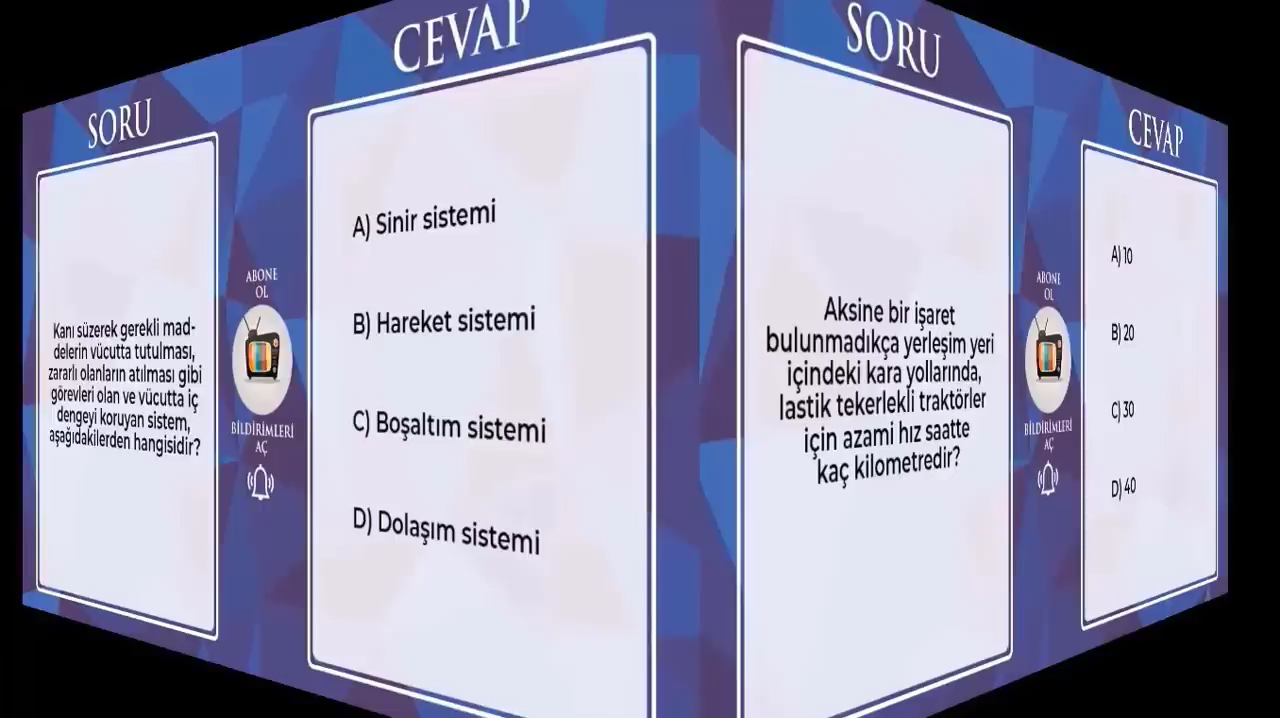 SORU
Kanı süzerek gerekli mad-
delerin vücutta tutulması,
zararlı olanların atılması gibi
görevleri olan ve vücutta iç
dengeyi koruyan sistem,
aşağıdakilerden hangisidir?
ABONE
OL
BİLDİRİMLERİ
AÇ
CEVAP
A) Sinir sistemi
B) Hareket sistemi
C) Boşaltım sistemi
D) Dolaşım sistemi
SORU
Aksine bir işaret
bulunmadıkça yerleşim yeri
içindeki kara yollarında,
lastik tekerlekli traktörler
için azami hız saatte
kaç kilometredir?
ABONE
OL
BİLDİRİMLERİ
AÇ
CEVAP
A) 10
B) 20
C) 30
D) 40